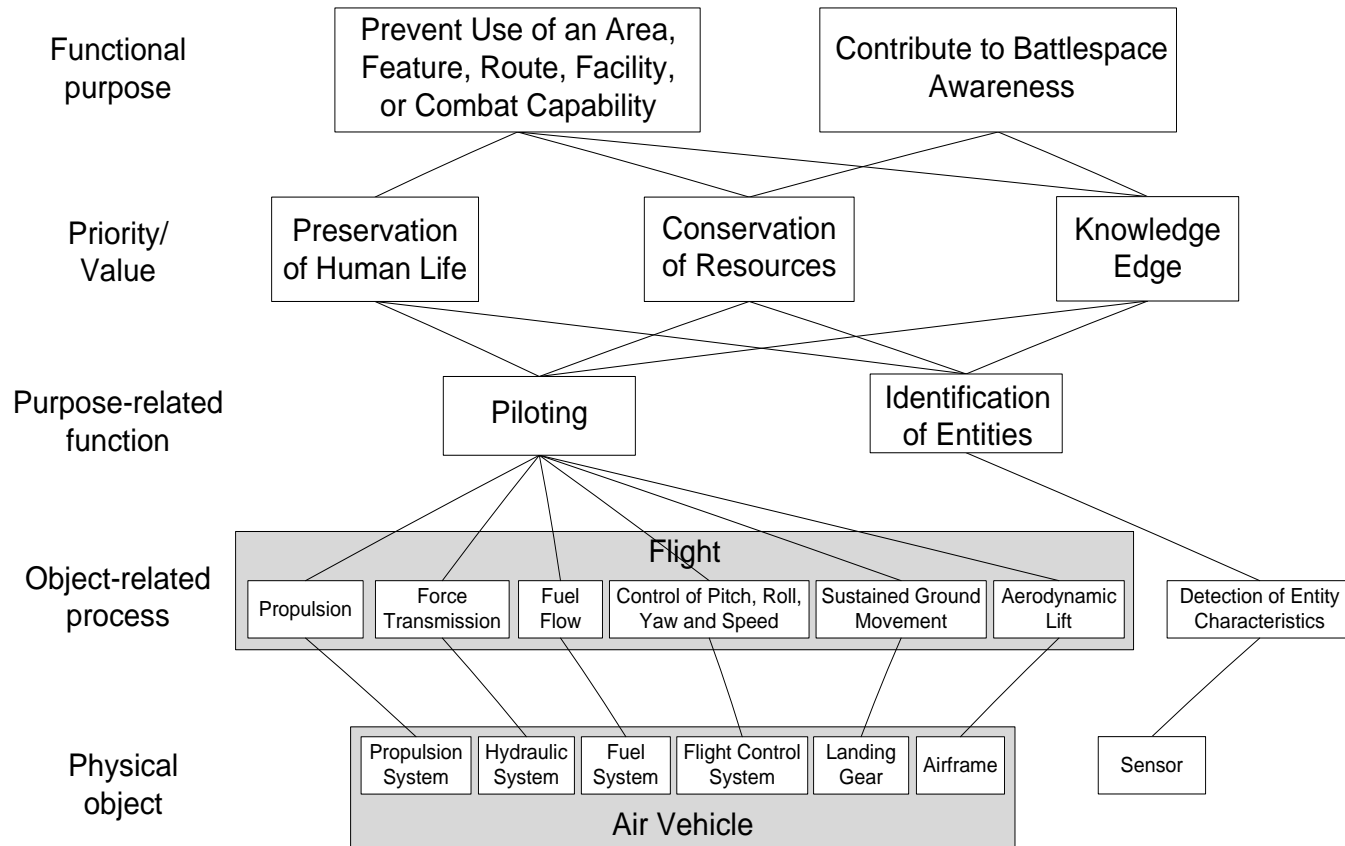 Functional
purpose
Prevent Use of an Area,
Feature, Route, Facility,
or Combat Capability
Contribute to Battlespace
Awareness
Priority/
Value
Preservation
of Human Life
Conservation
of Resources
Knowledge
Edge
Purpose-related
function
Piloting
Identification
of Entities
Object-related
process
Flight
Propulsion
Force
Transmission
Fuel
Flow
Control of Pitch, Roll,
Yaw and Speed
Sustained Ground
Movement
Aerodynamic
Lift
Detection of Entity
Characteristics
Physical
object
Propulsion
System
Hydraulic
System
Fuel
System
Flight Control
System
Landing
Gear
Airframe
Sensor
Air Vehicle